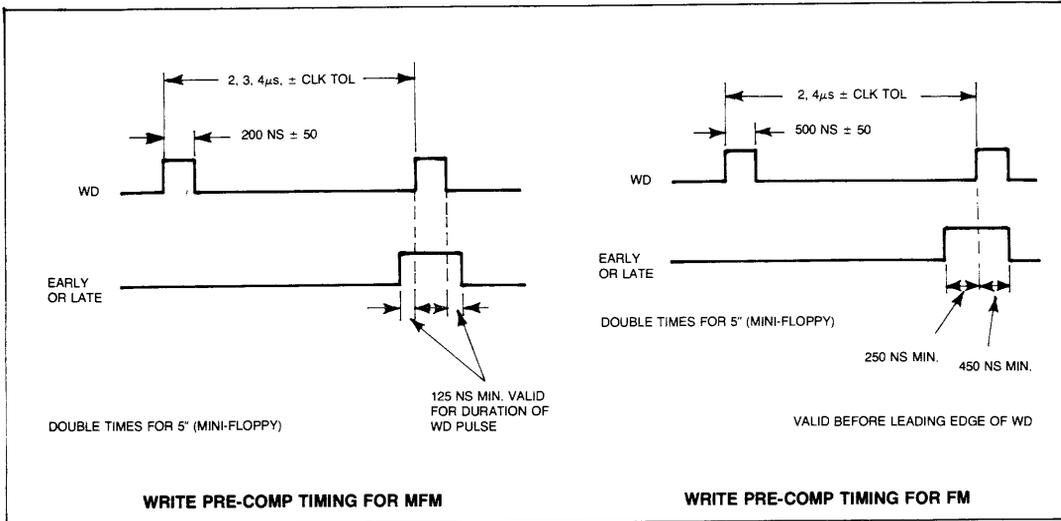 2, 3, 4µs, ± CLK TOL
200 NS ± 50
WD
EARLY
OR LATE
125 NS MIN. VALID
FOR DURATION OF
WD PULSE
DOUBLE TIMES FOR 5" (MINI-FLOPPY)
WRITE PRE-COMP TIMING FOR MFM
2, 4µs ± CLK TOL
500 NS ± 50
WD
EARLY
OR LATE
DOUBLE TIMES FOR 5" (MINI-FLOPPY)
250 NS MIN.
450 NS MIN.
VALID BEFORE LEADING EDGE OF WD
WRITE PRE-COMP TIMING FOR FM